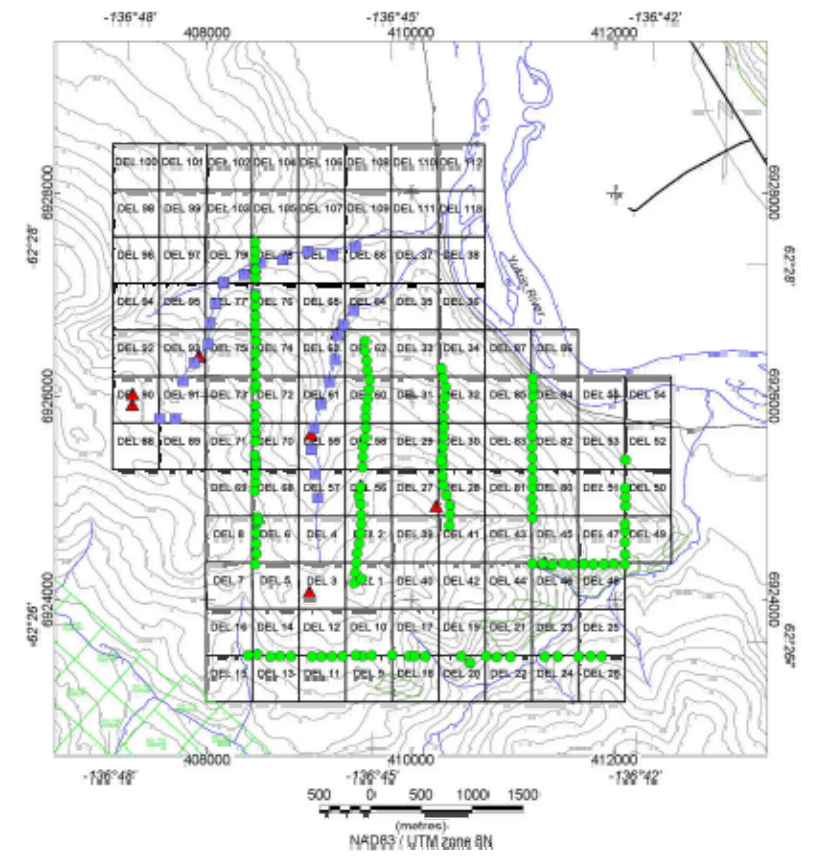 -136°48' -136°45' -136°42'
408000 410000 412000
DEL 100 DEL 101 DEL 102 DEL 104 DEL 106 DEL 108 DEL 110 DEL 112
6928000 6928000
DEL 98 DEL 99 DEL 103 DEL 105 DEL 107 DEL 109 DEL 111 DEL 113
62°28' 62°28'
DEL 96 DEL 97 DEL 79 DEL 66 DEL 37 DEL 38
Yukon River
DEL 94 DEL 95 DEL 77 DEL 76 DEL 65 DEL 64 DEL 35 DEL 36
DEL 92 DEL 93 DEL 75 DEL 74 DEL 63 DEL 62 DEL 33 DEL 34 DEL 87 DEL 86
6926000 6926000
DEL 90 DEL 91 DEL 73 DEL 72 DEL 61 DEL 60 DEL 31 DEL 32 DEL 85 DEL 84 DEL 55 DEL 54
DEL 88 DEL 89 DEL 71 DEL 70 DEL 59 DEL 58 DEL 29 DEL 30 DEL 83 DEL 82 DEL 53 DEL 52
DEL 69 DEL 68 DEL 57 DEL 56 DEL 27 DEL 28 DEL 81 DEL 80 DEL 51 DEL 50
DEL 8 DEL 6 DEL 4 DEL 2 DEL 39 DEL 41 DEL 43 DEL 45 DEL 47 DEL 49
DEL 7 DEL 5 DEL 3 DEL 1 DEL 40 DEL 42 DEL 44 DEL 46 DEL 48
6924000 6924000
DEL 16 DEL 14 DEL 12 DEL 10 DEL 17 DEL 19 DEL 21 DEL 23 DEL 25
62°26' 62°26'
DEL 15 DEL 13 DEL 11 DEL 9 DEL 18 DEL 20 DEL 22 DEL 24 DEL 26
408000 410000 412000
-136°48' -136°45' -136°42'
500 0 500 1000 1500
(metres)
NAD83 / UTM zone 8N